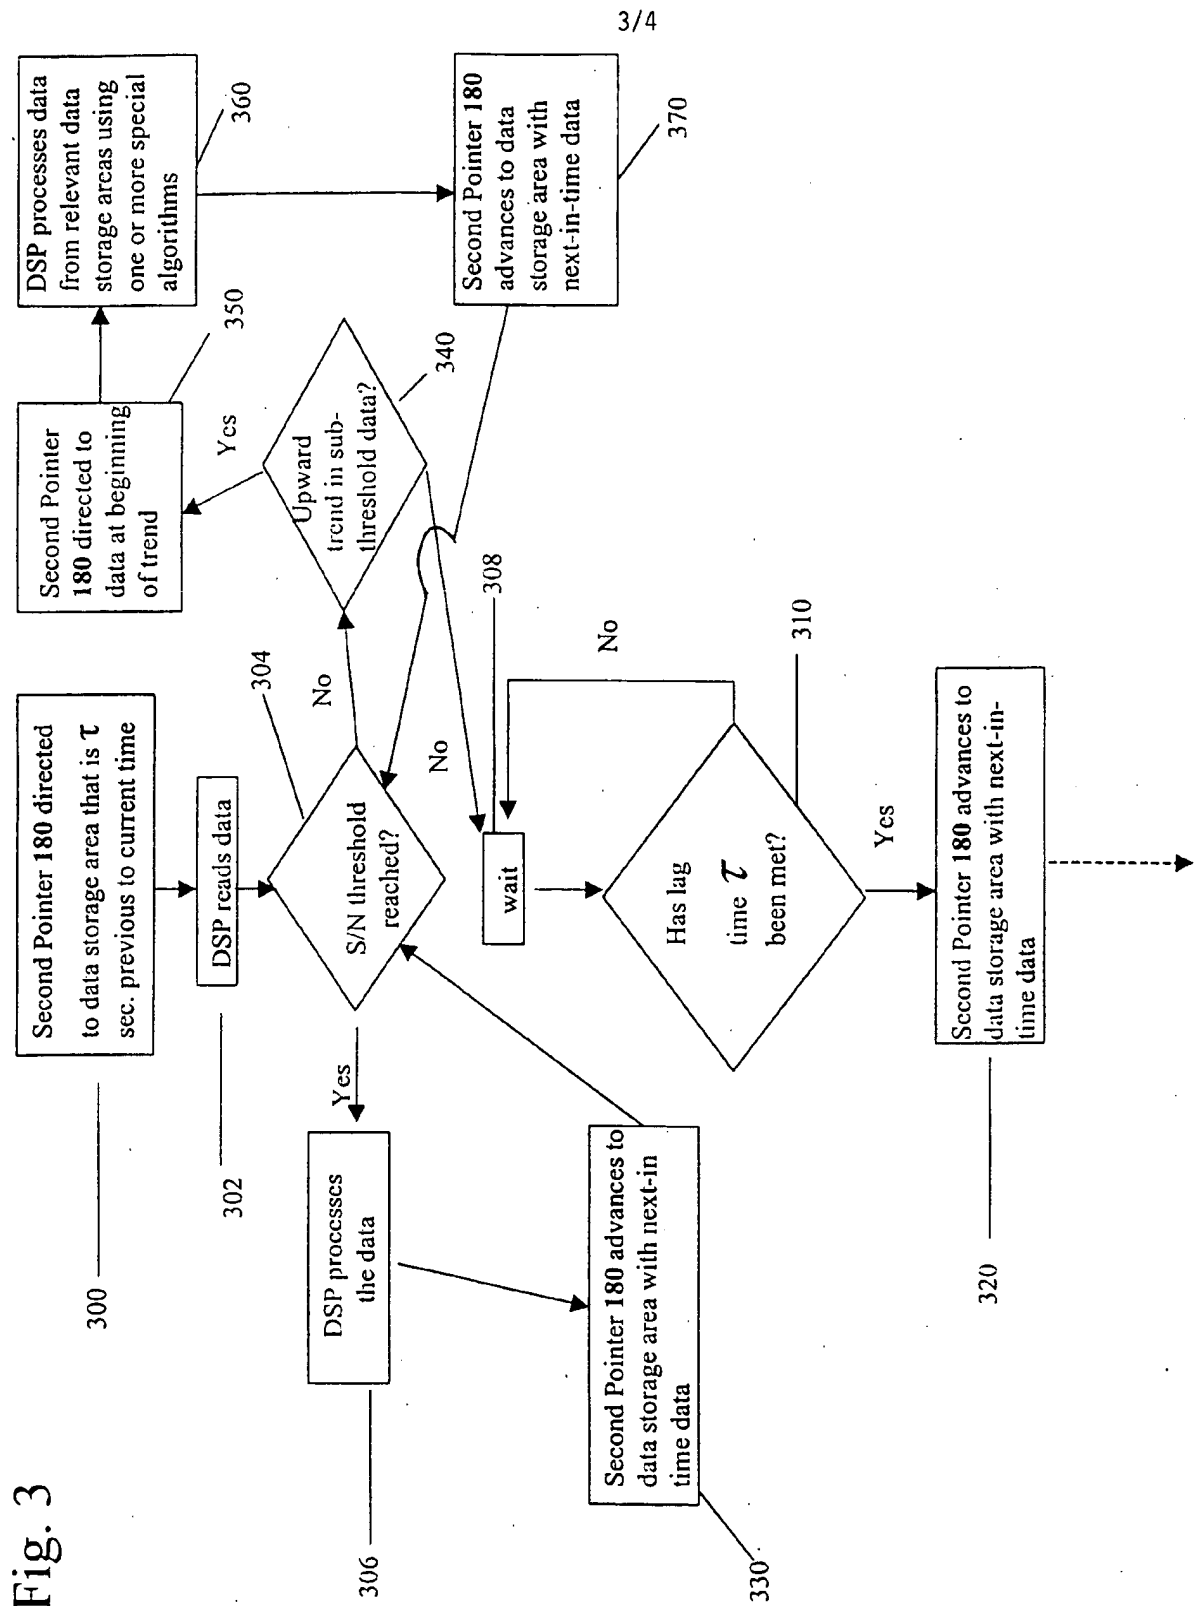 3/4
Fig. 3
Second Pointer 180 directed
to data storage area that is τ
sec. previous to current time
300
DSP reads data
302
S/N threshold
reached?
304
Yes
No
DSP processes
the data
306
Second Pointer 180 advances to
data storage area with next-in
time data
330
Upward
trend in sub-
threshold data?
340
Yes
No
Second Pointer
180 directed to
data at beginning
of trend
350
DSP processes data
from relevant data
storage areas using
one or more special
algorithms
360
Second Pointer 180
advances to data
storage area with
next-in-time data
370
wait
308
Has lag
time τ
been met?
310
No
Yes
Second Pointer 180 advances to
data storage area with next-in-
time data
320